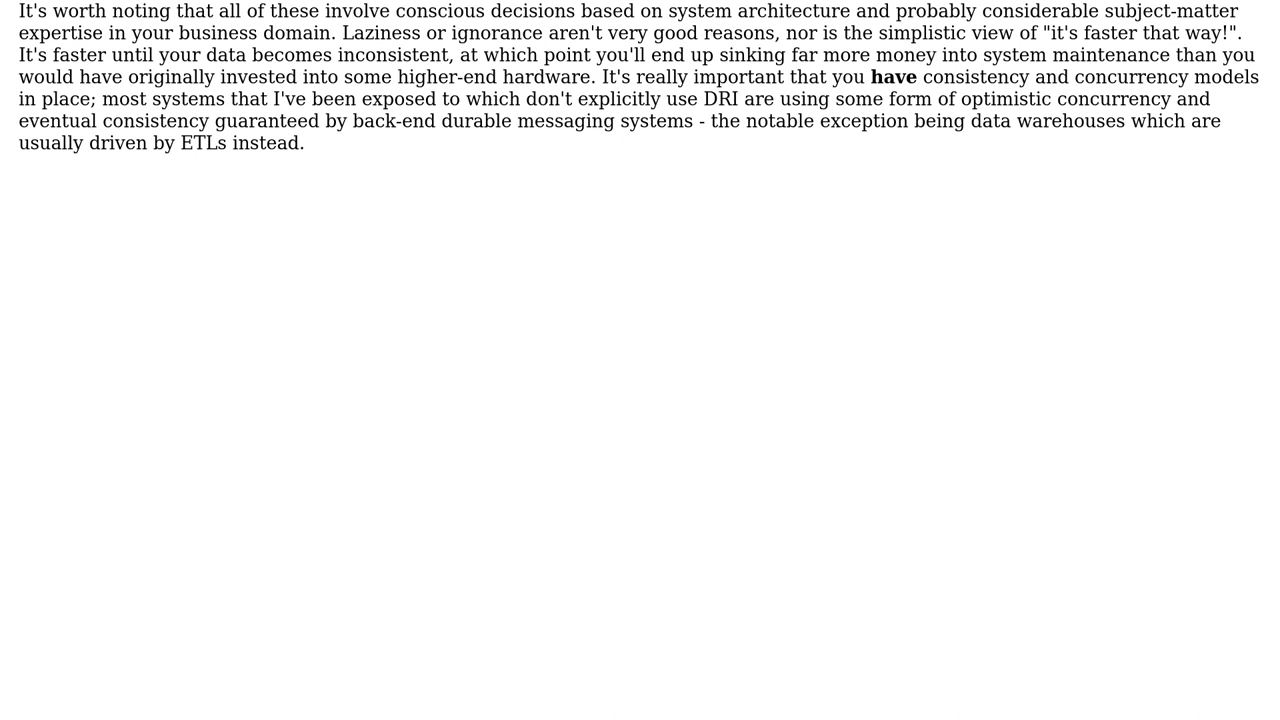 It's worth noting that all of these involve conscious decisions based on system architecture and probably considerable subject-matter
expertise in your business domain. Laziness or ignorance aren't very good reasons, nor is the simplistic view of "it's faster that way!".
It's faster until your data becomes inconsistent, at which point you'll end up sinking far more money into system maintenance than you
would have originally invested into some higher-end hardware. It's really important that you have consistency and concurrency models
in place; most systems that I've been exposed to which don't explicitly use DRI are using some form of optimistic concurrency and
eventual consistency guaranteed by back-end durable messaging systems - the notable exception being data warehouses which are
usually driven by ETLs instead.